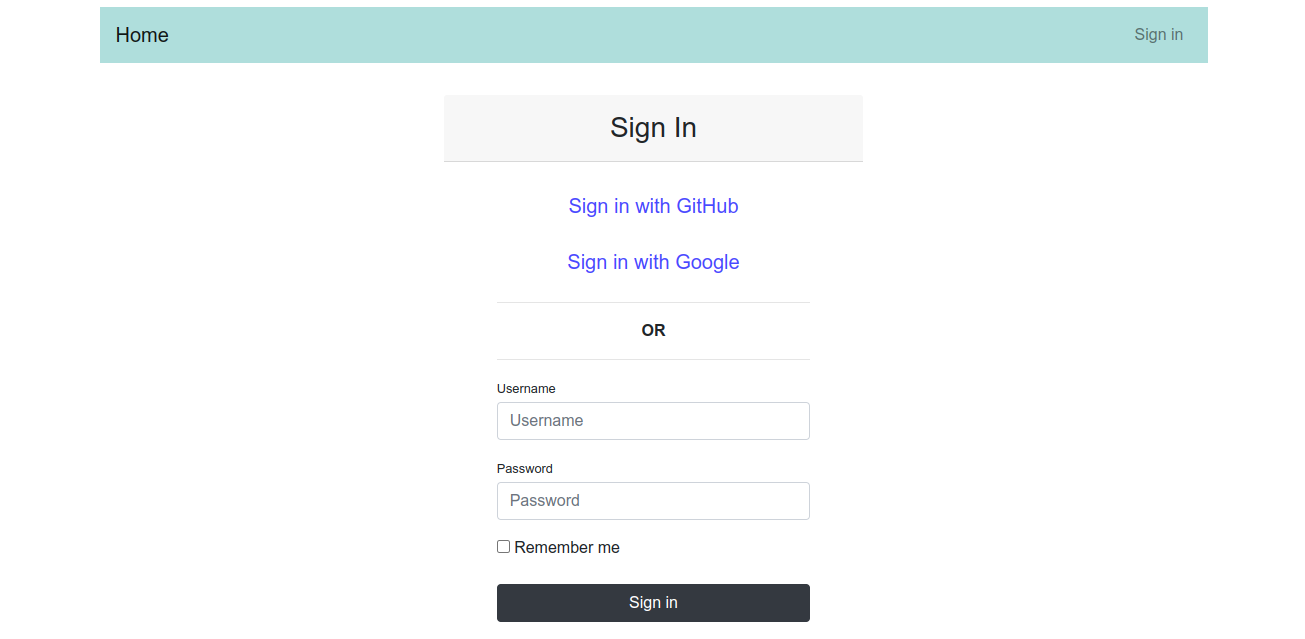 Home Sign in
Sign In
Sign in with GitHub
Sign in with Google
OR
Username
Username
Password
Password
Remember me
Sign in